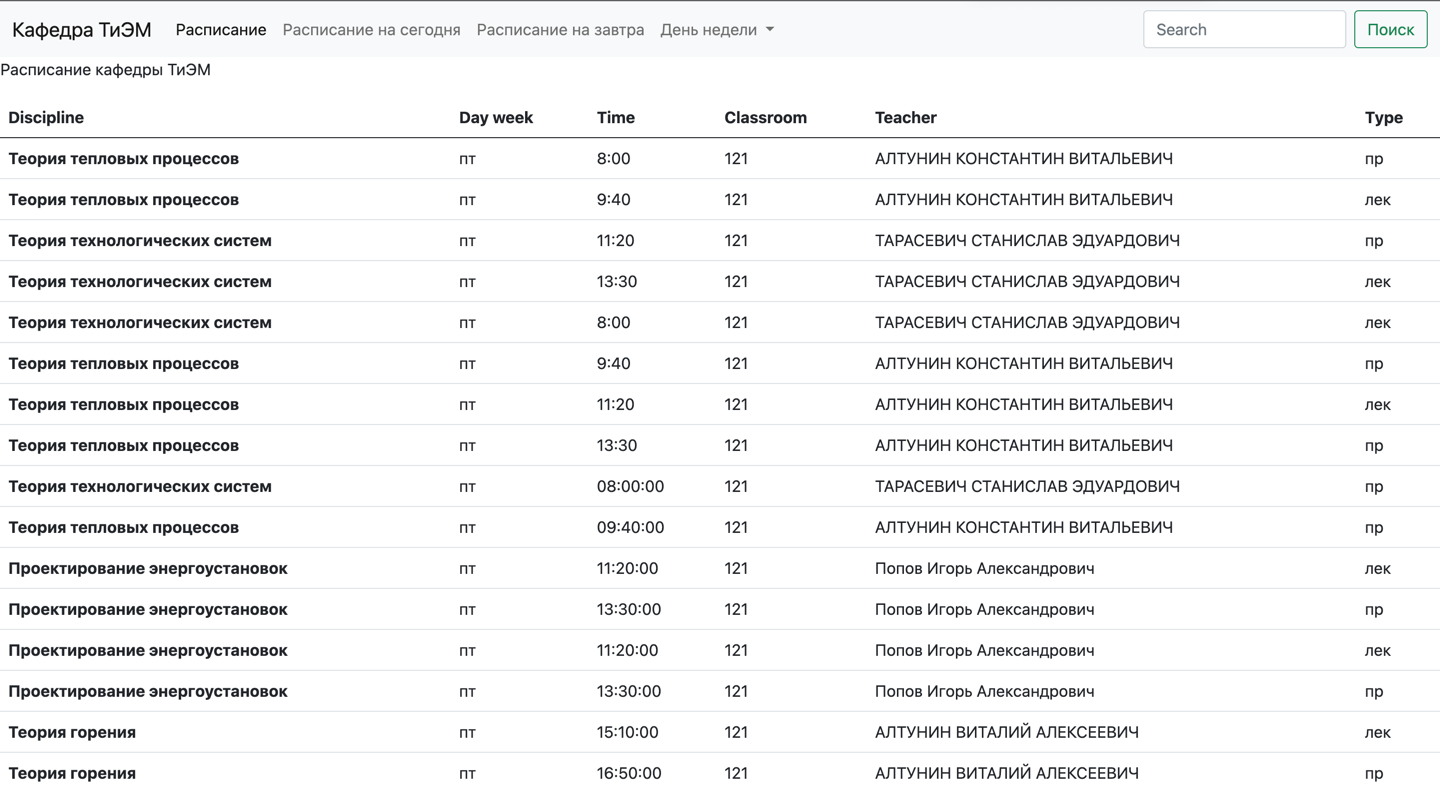 Кафедра ТиЭМ Расписание Расписание на сегодня Расписание на завтра День недели Search Поиск
Расписание кафедры ТиЭМ
Discipline Day week Time Classroom Teacher Type
Теория тепловых процессов пт 8:00 121 АЛТУНИН КОНСТАНТИН ВИТАЛЬЕВИЧ пр
Теория тепловых процессов пт 9:40 121 АЛТУНИН КОНСТАНТИН ВИТАЛЬЕВИЧ лек
Теория технологических систем пт 11:20 121 ТАРАСЕВИЧ СТАНИСЛАВ ЭДУАРДОВИЧ пр
Теория технологических систем пт 13:30 121 ТАРАСЕВИЧ СТАНИСЛАВ ЭДУАРДОВИЧ лек
Теория технологических систем пт 8:00 121 ТАРАСЕВИЧ СТАНИСЛАВ ЭДУАРДОВИЧ лек
Теория тепловых процессов пт 9:40 121 АЛТУНИН КОНСТАНТИН ВИТАЛЬЕВИЧ пр
Теория тепловых процессов пт 11:20 121 АЛТУНИН КОНСТАНТИН ВИТАЛЬЕВИЧ лек
Теория тепловых процессов пт 13:30 121 АЛТУНИН КОНСТАНТИН ВИТАЛЬЕВИЧ пр
Теория технологических систем пт 08:00:00 121 ТАРАСЕВИЧ СТАНИСЛАВ ЭДУАРДОВИЧ пр
Теория тепловых процессов пт 09:40:00 121 АЛТУНИН КОНСТАНТИН ВИТАЛЬЕВИЧ пр
Проектирование энергоустановок пт 11:20:00 121 Попов Игорь Александрович лек
Проектирование энергоустановок пт 13:30:00 121 Попов Игорь Александрович пр
Проектирование энергоустановок пт 11:20:00 121 Попов Игорь Александрович лек
Проектирование энергоустановок пт 13:30:00 121 Попов Игорь Александрович пр
Теория горения пт 15:10:00 121 АЛТУНИН ВИТАЛИЙ АЛЕКСЕЕВИЧ лек
Теория горения пт 16:50:00 121 АЛТУНИН ВИТАЛИЙ АЛЕКСЕЕВИЧ пр